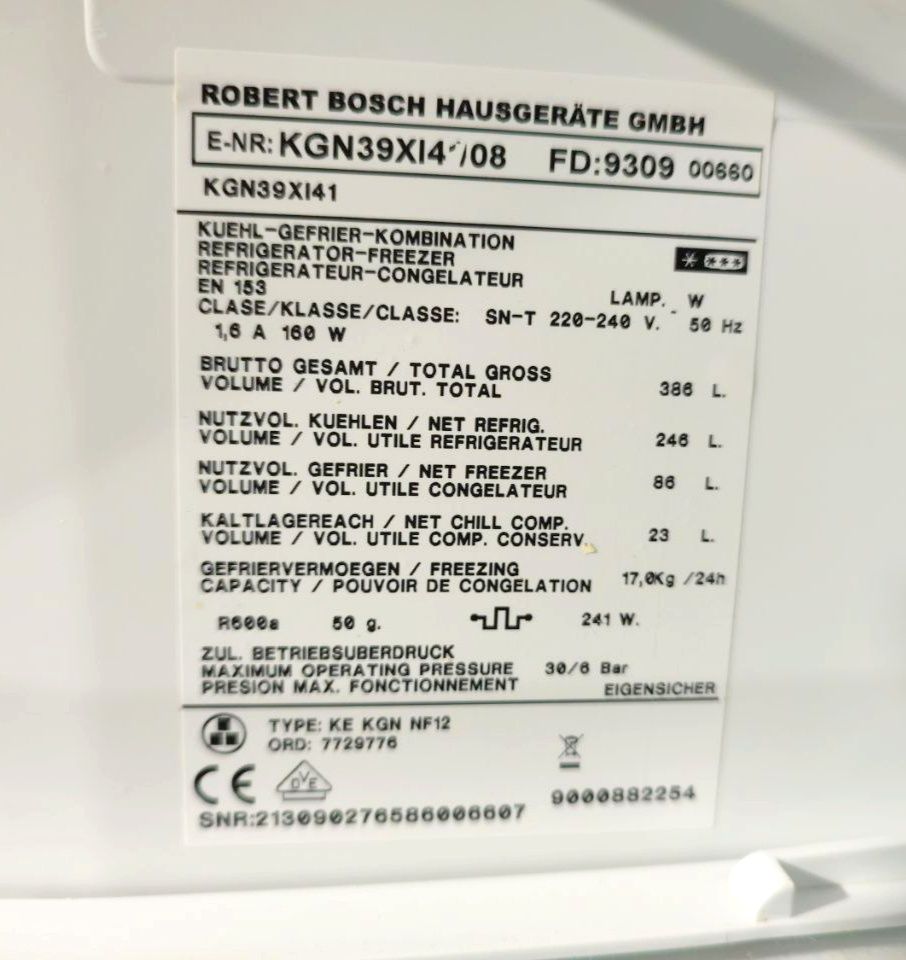 ROBERT BOSCH HAUSGERÄTE GMBH
E-NR: KGN39XI41/08 FD:9309 00660
KGN39XI41
KUEHL-GEFRIER-KOMBINATION
REFRIGERATOR-FREEZER
REFRIGERATEUR-CONGELATEUR
EN 153
LAMP. W
CLASE/KLASSE/CLASSE: SN-T 220-240 V. - 50 Hz
1,6 A 160 W
BRUTTO GESAMT / TOTAL GROSS
VOLUME / VOL. BRUT. TOTAL 386 L.
NUTZVOL. KUEHLEN / NET REFRIG.
VOLUME / VOL. UTILE REFRIGERATEUR 246 L.
NUTZVOL. GEFRIER / NET FREEZER
VOLUME / VOL. UTILE CONGELATEUR 86 L.
KALTLAGEREACH / NET CHILL COMP.
VOLUME / VOL. UTILE COMP. CONSERV. 23 L.
GEFRIERVERMOEGEN / FREEZING
CAPACITY / POUVOIR DE CONGELATION 17,0Kg /24h
R600a 50 g. 241 W.
ZUL. BETRIEBSUBERDRUCK
MAXIMUM OPERATING PRESSURE 30/6 Bar
PRESION MAX. FONCTIONNEMENT EIGENSICHER
TYPE: KE KGN NF12
ORD: 7729776
CE DVE
9000882254
SNR:213090276586006607